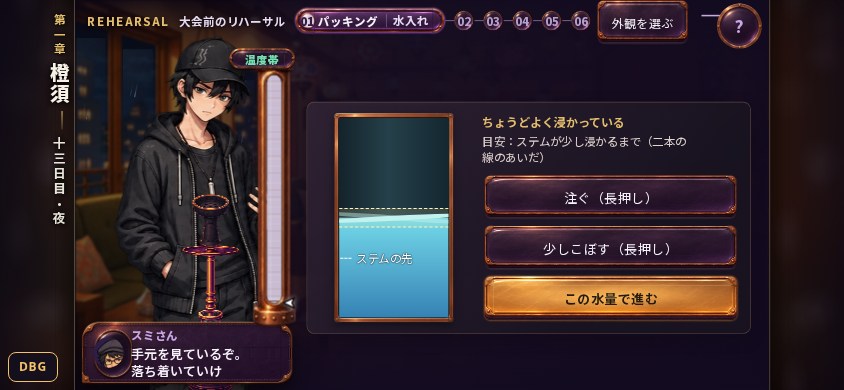 第一章
橙須
十三日目・夜
REHEARSAL 大会前のリハーサル
01 パッキング 水入れ 02 03 04 05 06
外観を選ぶ
?
温度帯
ちょうどよく浸かっている
目安：ステムが少し浸かるまで（二本の
線のあいだ）
注ぐ（長押し）
少しこぼす（長押し）
この水量で進む
ステムの先
スミさん
手元を見ているぞ。
落ち着いていけ
DBG